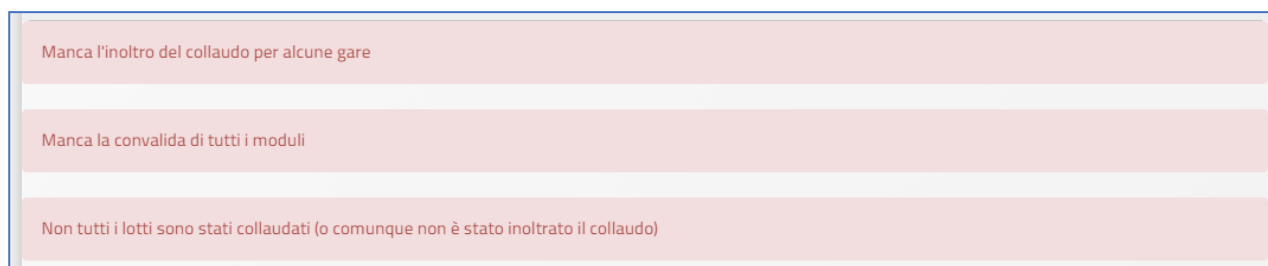 Manca l'inoltro del collaudo per alcune gare
Manca la convalida di tutti i moduli
Non tutti i lotti sono stati collaudati (o comunque non è stato inoltrato il collaudo)